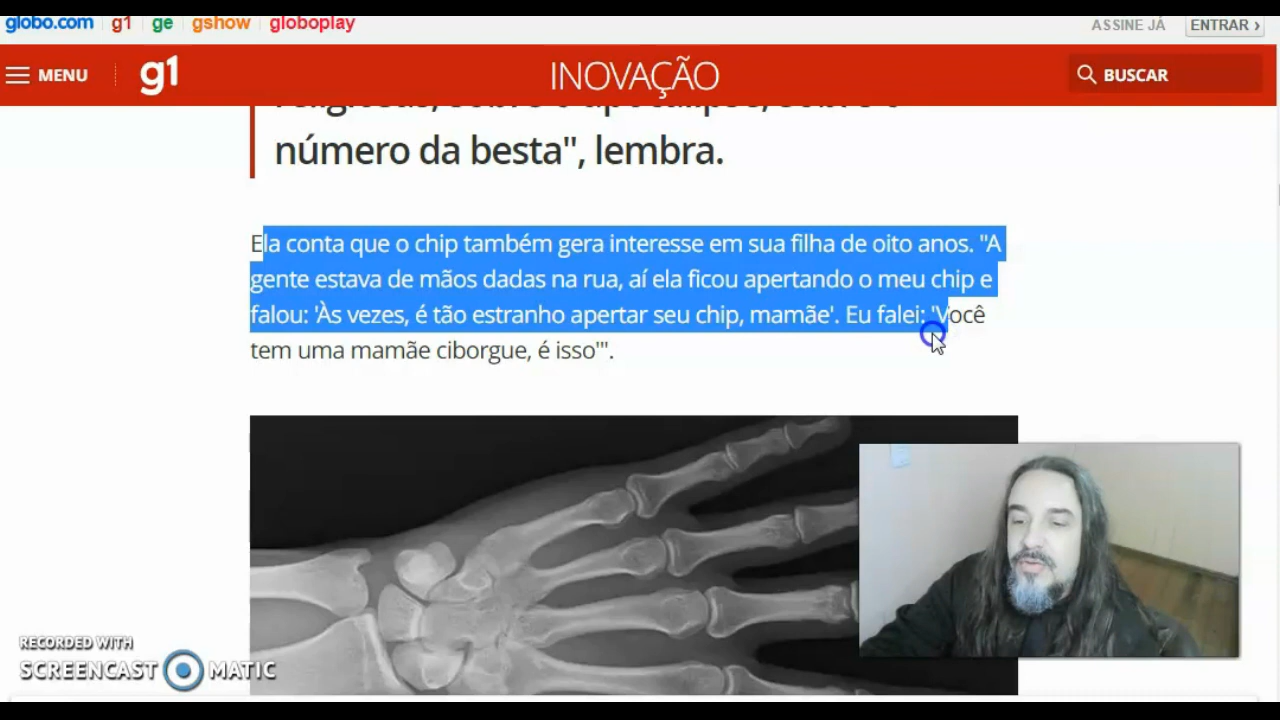 globo.com g1 ge gshow globoplay ASSINE JÁ ENTRAR ›
MENU g1 INOVAÇÃO BUSCAR
número da besta", lembra.
Ela conta que o chip também gera interesse em sua filha de oito anos. "A
gente estava de mãos dadas na rua, aí ela ficou apertando o meu chip e
falou: 'Às vezes, é tão estranho apertar seu chip, mamãe'. Eu falei: 'Você
tem uma mamãe ciborgue, é isso'".
RECORDED WITH
SCREENCAST MATIC